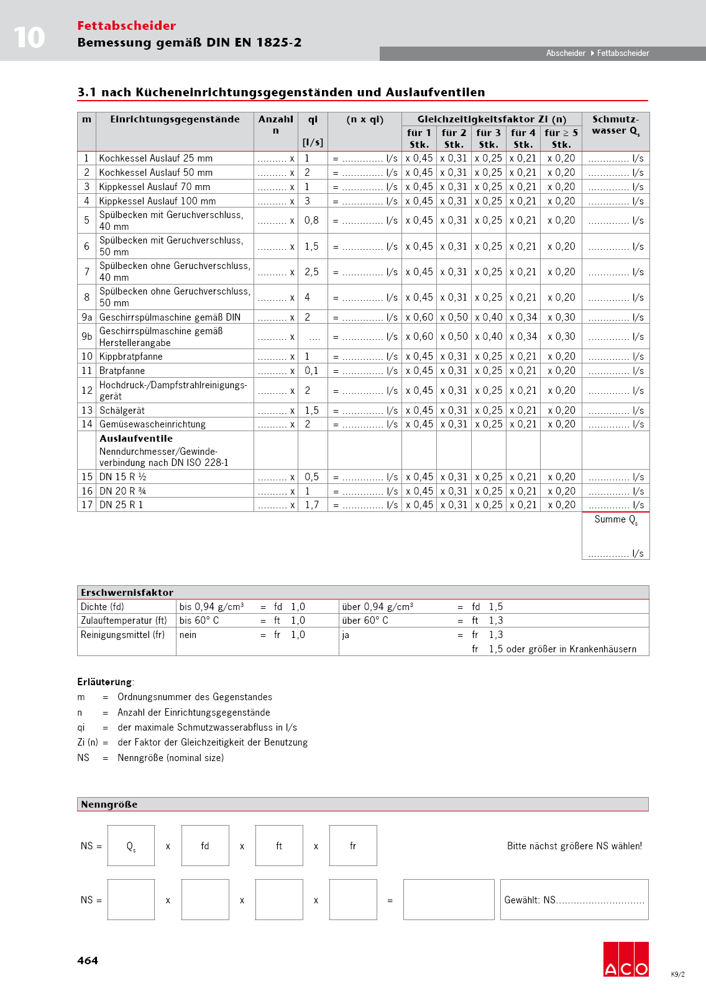 10
Fettabscheider
Bemessung gemäß DIN EN 1825-2
Abscheider Fettabscheider
3.1 nach Kücheneinrichtungsgegenständen und Auslaufventilen
m Einrichtungsgegenstände Anzahl n qi [l/s] (n x qi) Gleichzeitigkeitsfaktor Zi (n) Schmutz-wasser Qs
für 1 Stk. für 2 Stk. für 3 Stk. für 4 Stk. für ≥ 5 Stk.
1 Kochkessel Auslauf 25 mm .......... x 1 = .............. l/s x 0,45 x 0,31 x 0,25 x 0,21 x 0,20 .............. l/s
2 Kochkessel Auslauf 50 mm .......... x 2 = .............. l/s x 0,45 x 0,31 x 0,25 x 0,21 x 0,20 .............. l/s
3 Kippkessel Auslauf 70 mm .......... x 1 = .............. l/s x 0,45 x 0,31 x 0,25 x 0,21 x 0,20 .............. l/s
4 Kippkessel Auslauf 100 mm .......... x 3 = .............. l/s x 0,45 x 0,31 x 0,25 x 0,21 x 0,20 .............. l/s
5 Spülbecken mit Geruchverschluss, 40 mm .......... x 0,8 = .............. l/s x 0,45 x 0,31 x 0,25 x 0,21 x 0,20 .............. l/s
6 Spülbecken mit Geruchverschluss, 50 mm .......... x 1,5 = .............. l/s x 0,45 x 0,31 x 0,25 x 0,21 x 0,20 .............. l/s
7 Spülbecken ohne Geruchverschluss, 40 mm .......... x 2,5 = .............. l/s x 0,45 x 0,31 x 0,25 x 0,21 x 0,20 .............. l/s
8 Spülbecken ohne Geruchverschluss, 50 mm .......... x 4 = .............. l/s x 0,45 x 0,31 x 0,25 x 0,21 x 0,20 .............. l/s
9a Geschirrspülmaschine gemäß DIN .......... x 2 = .............. l/s x 0,60 x 0,50 x 0,40 x 0,34 x 0,30 .............. l/s
9b Geschirrspülmaschine gemäß Herstellerangabe .......... x .... = .............. l/s x 0,60 x 0,50 x 0,40 x 0,34 x 0,30 .............. l/s
10 Kippbratpfanne .......... x 1 = .............. l/s x 0,45 x 0,31 x 0,25 x 0,21 x 0,20 .............. l/s
11 Bratpfanne .......... x 0,1 = .............. l/s x 0,45 x 0,31 x 0,25 x 0,21 x 0,20 .............. l/s
12 Hochdruck-/Dampfstrahlreinigungs-gerät .......... x 2 = .............. l/s x 0,45 x 0,31 x 0,25 x 0,21 x 0,20 .............. l/s
13 Schälgerät .......... x 1,5 = .............. l/s x 0,45 x 0,31 x 0,25 x 0,21 x 0,20 .............. l/s
14 Gemüsewascheinrichtung .......... x 2 = .............. l/s x 0,45 x 0,31 x 0,25 x 0,21 x 0,20 .............. l/s
Auslaufventile
Nenndurchmesser/Gewinde-
verbindung nach DN ISO 228-1
15 DN 15 R ½ .......... x 0,5 = .............. l/s x 0,45 x 0,31 x 0,25 x 0,21 x 0,20 .............. l/s
16 DN 20 R ¾ .......... x 1 = .............. l/s x 0,45 x 0,31 x 0,25 x 0,21 x 0,20 .............. l/s
17 DN 25 R 1 .......... x 1,7 = .............. l/s x 0,45 x 0,31 x 0,25 x 0,21 x 0,20 .............. l/s
Summe Qs
.............. l/s
Erschwernisfaktor
Dichte (fd) bis 0,94 g/cm³ = fd 1,0 über 0,94 g/cm³ = fd 1,5
Zulauftemperatur (ft) bis 60° C = ft 1,0 über 60° C = ft 1,3
Reinigungsmittel (fr) nein = fr 1,0 ja = fr 1,3
fr 1,5 oder größer in Krankenhäusern
Erläuterung:
m = Ordnungsnummer des Gegenstandes
n = Anzahl der Einrichtungsgegenstände
qi = der maximale Schmutzwasserabfluss in l/s
Zi (n) = der Faktor der Gleichzeitigkeit der Benutzung
NS = Nenngröße (nominal size)
Nenngröße
NS = Qs x fd x ft x fr Bitte nächst größere NS wählen!
NS = x x x = Gewählt: NS..............................
464
ACO
K9/2